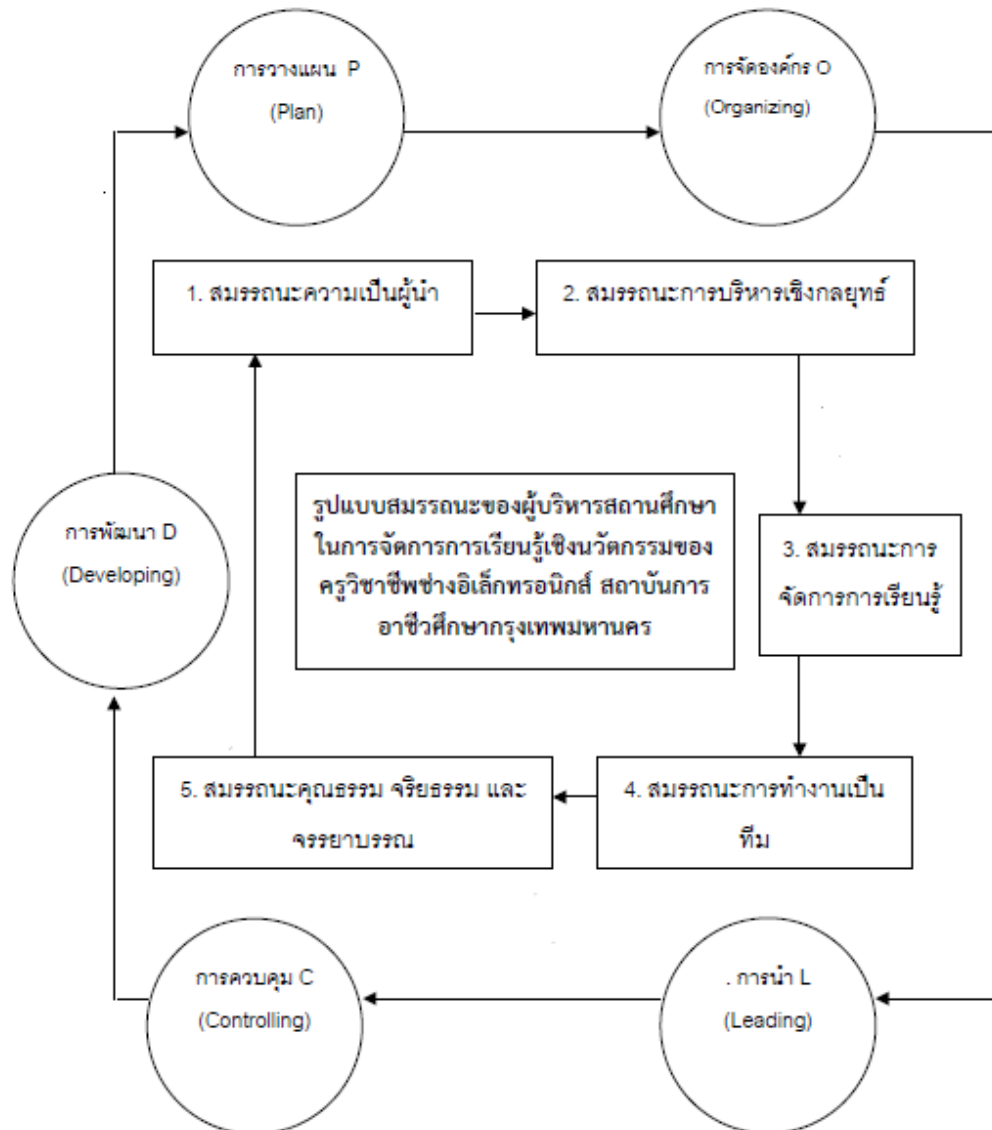 การวางแผน P
(Plan)
การจัดองค์กร O
(Organizing)
1. สมรรถนะความเป็นผู้นำ
2. สมรรถนะการบริหารเชิงกลยุทธ์
การพัฒนา D
(Developing)
รูปแบบสมรรถนะของผู้บริหารสถานศึกษา
ในการจัดการการเรียนรู้เชิงนวัตกรรมของ
ครูวิชาชีพช่างอิเล็กทรอนิกส์ สถาบันการ
อาชีวศึกษากรุงเทพมหานคร
3. สมรรถนะการ
จัดการการเรียนรู้
5. สมรรถนะคุณธรรม จริยธรรม และ
จรรยาบรรณ
4. สมรรถนะการทำงานเป็น
ทีม
การควบคุม C
(Controlling)
. การนำ L
(Leading)